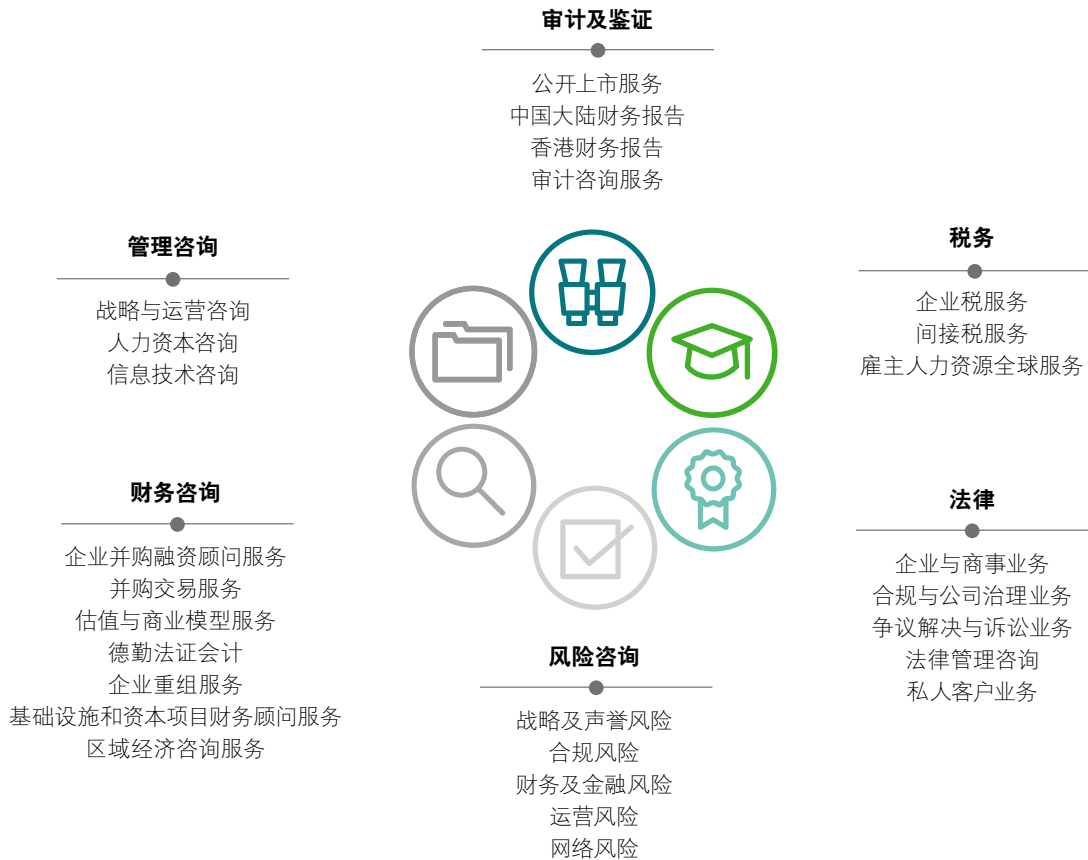 审计及鉴证
公开上市服务
中国大陆财务报告
香港财务报告
审计咨询服务
管理咨询
战略与运营咨询
人力资本咨询
信息技术咨询
税务
企业税服务
间接税服务
雇主人力资源全球服务
财务咨询
企业并购融资顾问服务
并购交易服务
估值与商业模型服务
德勤法证会计
企业重组服务
基础设施和资本项目财务顾问服务
区域经济咨询服务
法律
企业与商事业务
合规与公司治理业务
争议解决与诉讼业务
法律管理咨询
私人客户业务
风险咨询
战略及声誉风险
合规风险
财务及金融风险
运营风险
网络风险